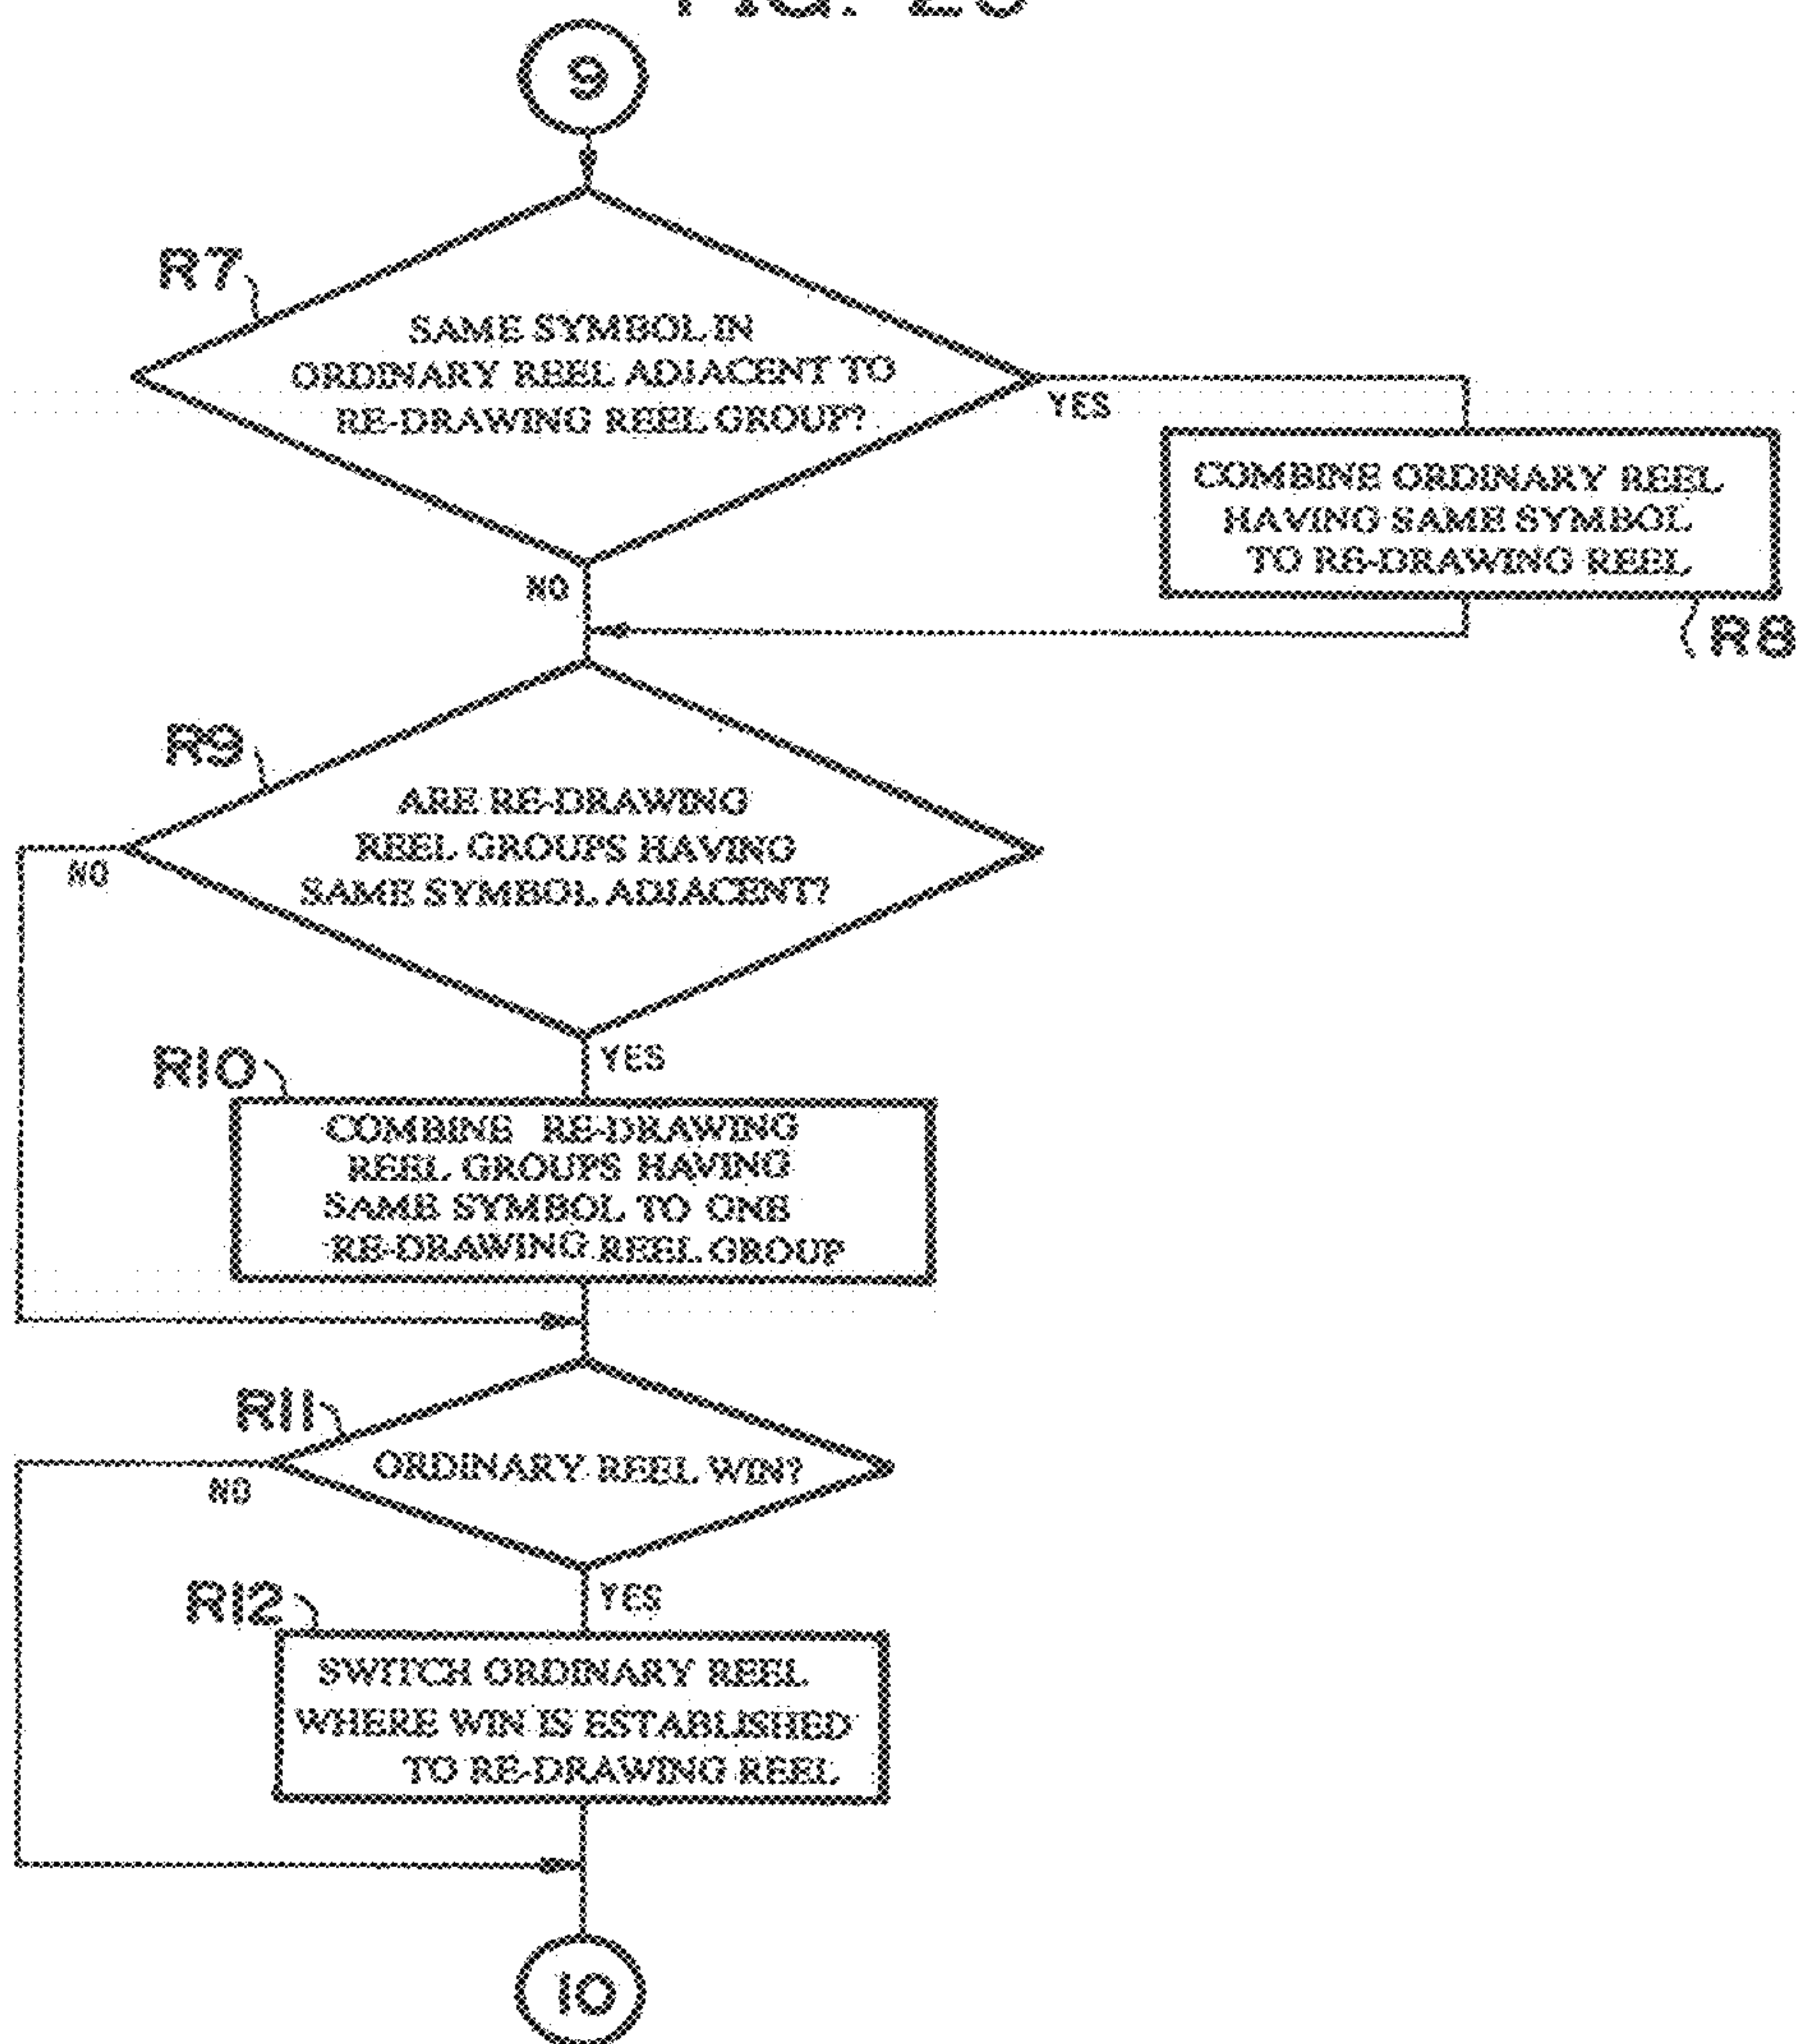 9
R7
SAME SYMBOL IN
ORDINARY REEL ADJACENT TO
RE-DRAWING REEL GROUP?
YES
COMBINE ORDINARY REEL
HAVING SAME SYMBOL
TO RE-DRAWING REEL
R8
NO
R9
ARE RE-DRAWING
REEL GROUPS HAVING
SAME SYMBOL ADJACENT?
NO
YES
R10
COMBINE RE-DRAWING
REEL GROUPS HAVING
SAME SYMBOL TO ONE
RE-DRAWING REEL GROUP
R11
ORDINARY REEL WIN?
NO
YES
R12
SWITCH ORDINARY REEL
WHERE WIN IS ESTABLISHED
TO RE-DRAWING REEL
10